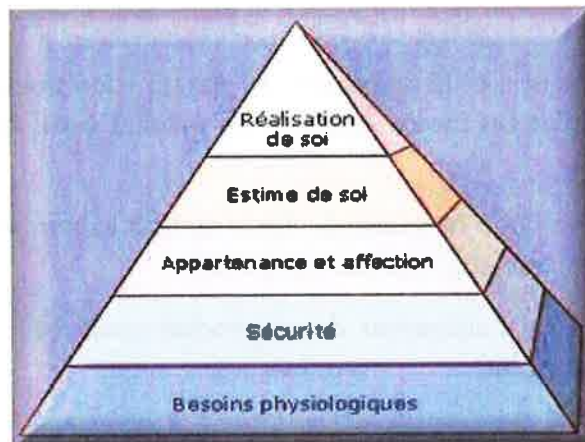 Réalisation
de soi
Estime de soi
Appartenance et affection
Sécurité
Besoins physiologiques